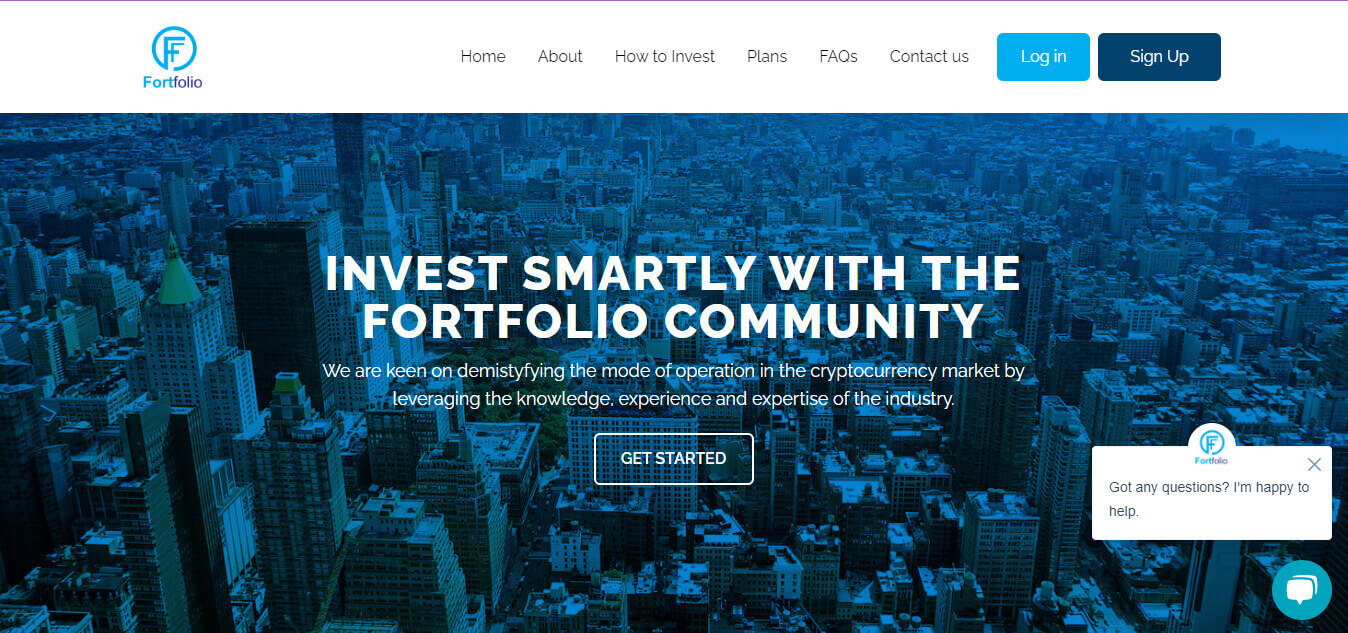 Fortfolio
Home
About
How to Invest
Plans
FAQs
Contact us
Log in
Sign Up
INVEST SMARTLY WITH THE
FORTFOLIO COMMUNITY
We are keen on demistyfying the mode of operation in the cryptocurrency market by
leveraging the knowledge, experience and expertise of the industry.
GET STARTED
Fortfolio
Got any questions? I'm happy to
help.